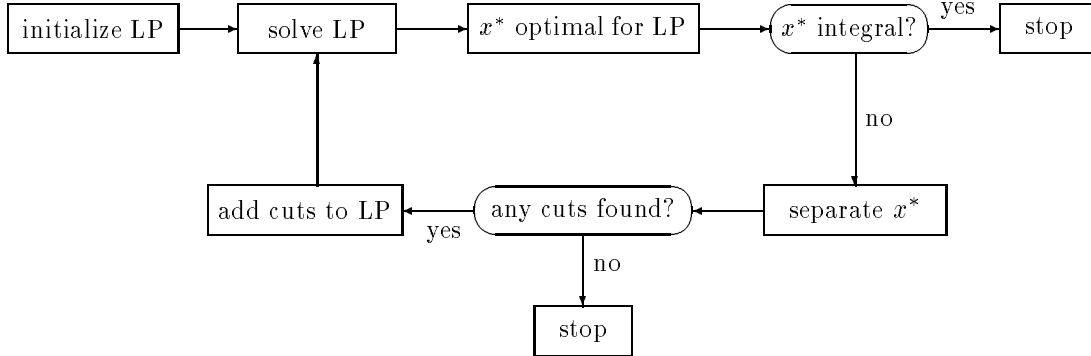 initialize LP
solve LP
x* optimal for LP
x* integral?
yes
stop
no
add cuts to LP
yes
any cuts found?
separate x*
no
stop